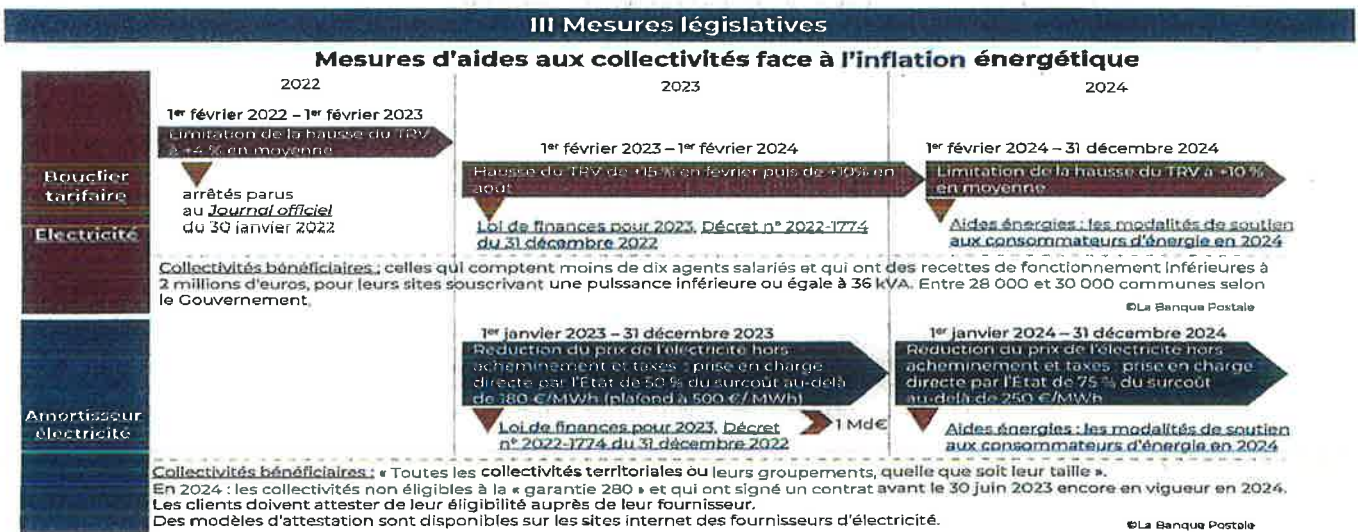 III Mesures législatives
Mesures d'aides aux collectivités face à l'inflation énergétique
2022
2023
2024
Bouclier
tarifaire
Electricité
1er février 2022 – 1er février 2023
Limitation de la hausse du TRV
à +4 % en moyenne
arrêtés parus
au Journal officiel
du 30 janvier 2022
1er février 2023 – 1er février 2024
Hausse du TRV de +15 % en février puis de +10% en
août
Loi de finances pour 2023, Décret n° 2022-1774
du 31 décembre 2022
1er février 2024 – 31 décembre 2024
Limitation de la hausse du TRV à +10 %
en moyenne
Aides énergies : les modalités de soutien
aux consommateurs d'énergie en 2024
Collectivités bénéficiaires : celles qui comptent moins de dix agents salariés et qui ont des recettes de fonctionnement inférieures à
2 millions d'euros, pour leurs sites souscrivant une puissance inférieure ou égale à 36 kVA. Entre 28 000 et 30 000 communes selon
le Gouvernement.
©La Banque Postale
Amortisseur
électricité
1er janvier 2023 – 31 décembre 2023
Réduction du prix de l'électricité hors
acheminement et taxes : prise en charge
directe par l'État de 50 % du surcoût au-delà
de 180 €/MWh (plafond à 500 €/MWh)
Loi de finances pour 2023, Décret
n° 2022-1774 du 31 décembre 2022
1 Md€
1er janvier 2024 – 31 décembre 2024
Réduction du prix de l'électricité hors
acheminement et taxes : prise en charge
directe par l'État de 75 % du surcoût
au-delà de 250 €/MWh
Aides énergies : les modalités de soutien
aux consommateurs d'énergie en 2024
Collectivités bénéficiaires : « Toutes les collectivités territoriales ou leurs groupements, quelle que soit leur taille ».
En 2024 : les collectivités non éligibles à la « garantie 280 » et qui ont signé un contrat avant le 30 juin 2023 encore en vigueur en 2024.
Les clients doivent attester de leur éligibilité auprès de leur fournisseur.
Des modèles d'attestation sont disponibles sur les sites internet des fournisseurs d'électricité.
©La Banque Postale